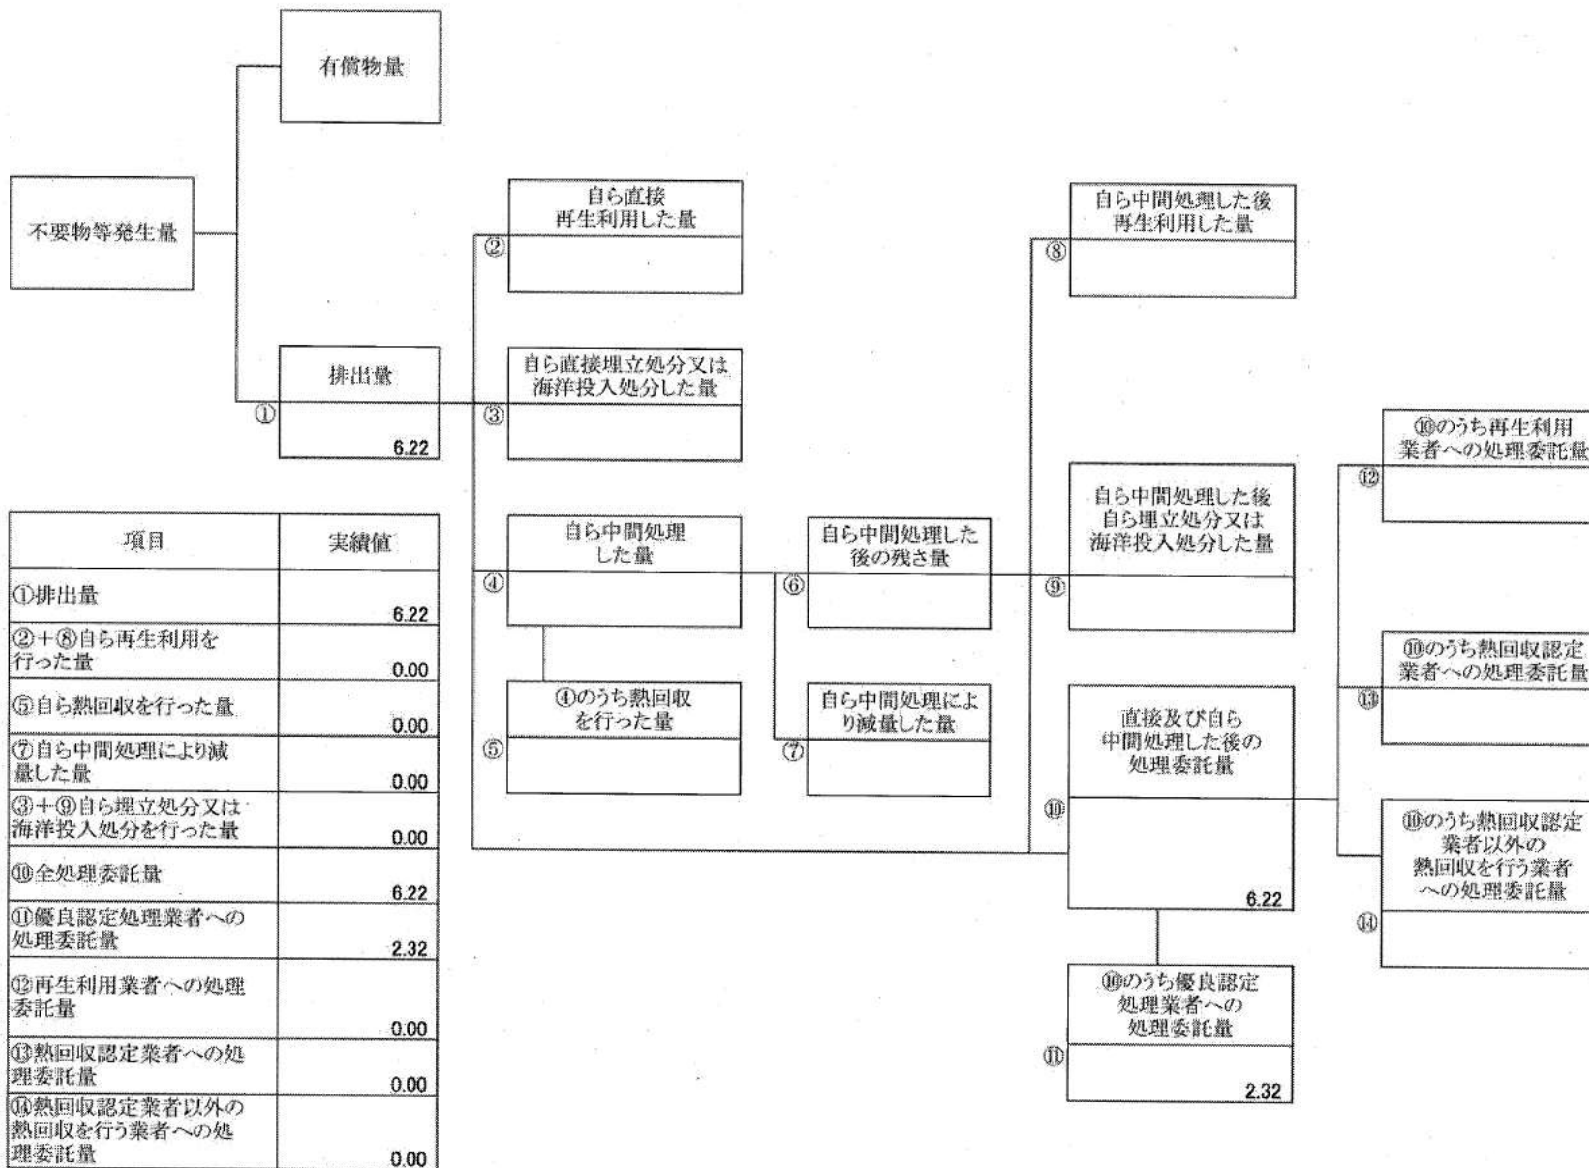 有償物量
不要物等発生量
排出量
①
6.22
自ら直接
再生利用した量
②
自ら直接埋立処分又は
海洋投入処分した量
③
自ら中間処理
した量
④
④のうち熱回収
を行った量
⑤
自ら中間処理した
後の残さ量
⑥
自ら中間処理によ
り減量した量
⑦
自ら中間処理した後
再生利用した量
⑧
自ら中間処理した後
自ら埋立処分又は
海洋投入処分した量
⑨
直接及び自ら
中間処理した後の
処理委託量
⑩
6.22
⑩のうち優良認定
処理業者への
処理委託量
⑪
2.32
⑩のうち再生利用
業者への処理委託量
⑫
⑩のうち熱回収認定
業者への処理委託量
⑬
⑩のうち熱回収認定
業者以外の
熱回収を行う業者
への処理委託量
⑭
項目 実績値
①排出量
6.22
②+⑧自ら再生利用を
行った量
0.00
⑤自ら熱回収を行った量
0.00
⑦自ら中間処理により減
量した量
0.00
③+⑨自ら埋立処分又は
海洋投入処分を行った量
0.00
⑩全処理委託量
6.22
⑪優良認定処理業者への
処理委託量
2.32
⑫再生利用業者への処理
委託量
0.00
⑬熱回収認定業者への処
理委託量
0.00
⑭熱回収認定業者以外の
熱回収を行う業者への処
理委託量
0.00